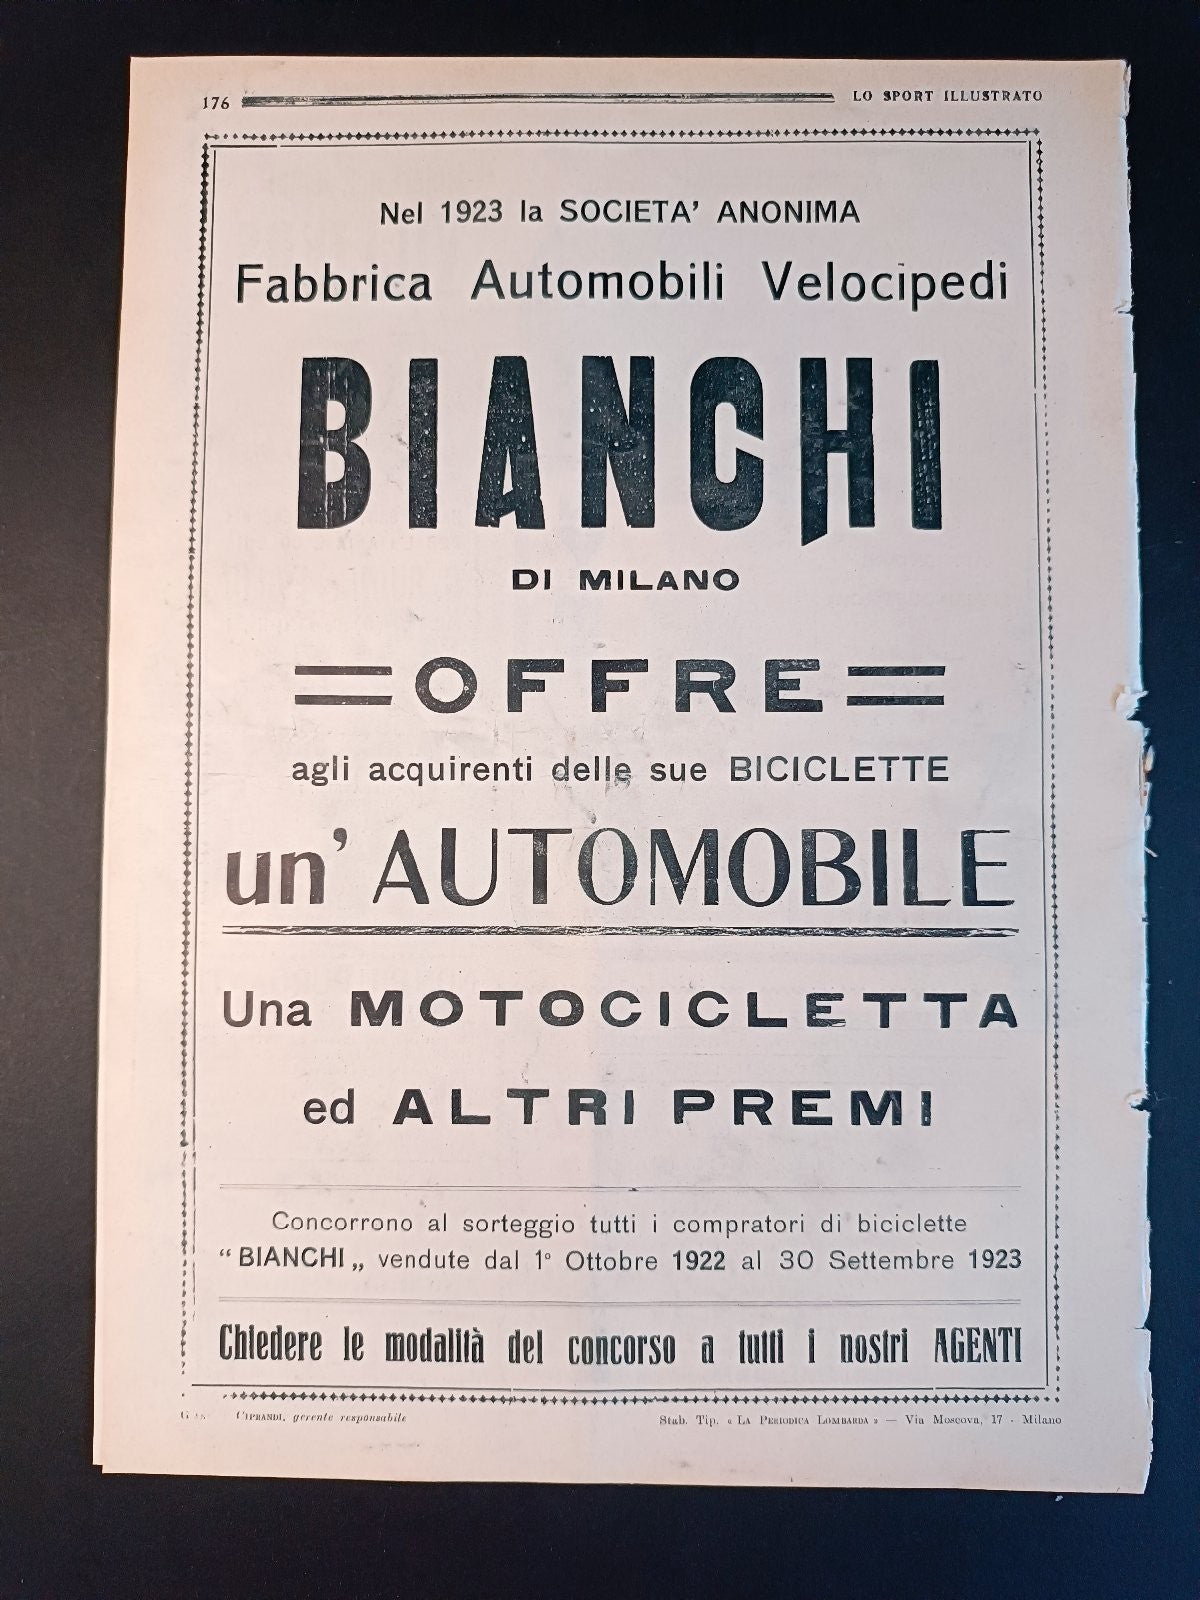 176
LO SPORT ILLUSTRATO
Nel 1923 la SOCIETA' ANONIMA
Fabbrica Automobili Velocipedi
BIANCHI
DI MILANO
OFFRE
agli acquirenti delle sue BICICLETTE
un' AUTOMOBILE
Una MOTOCICLETTA
ed ALTRI PREMI
Concorrono al sorteggio tutti i compratori di biciclette
“ BIANCHI „ vendute dal 1° Ottobre 1922 al 30 Settembre 1923
Chiedere le modalità del concorso a tutti i nostri AGENTI
CIPRANDI, gerente responsabile
Stab. Tip. « LA PERIODICA LOMBARDA » — Via Moscova, 17 - Milano